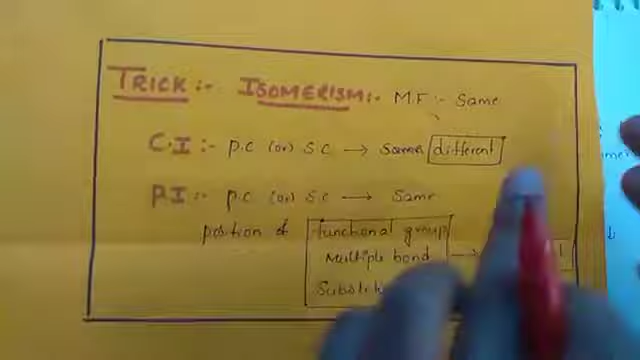 TRICK :- ISOMERISM :- M.F :- Same
C.I :- P.C (or) S.C → same different
P.I :- P.C (or) S.C → Same
position of functional group
Multiple bond →